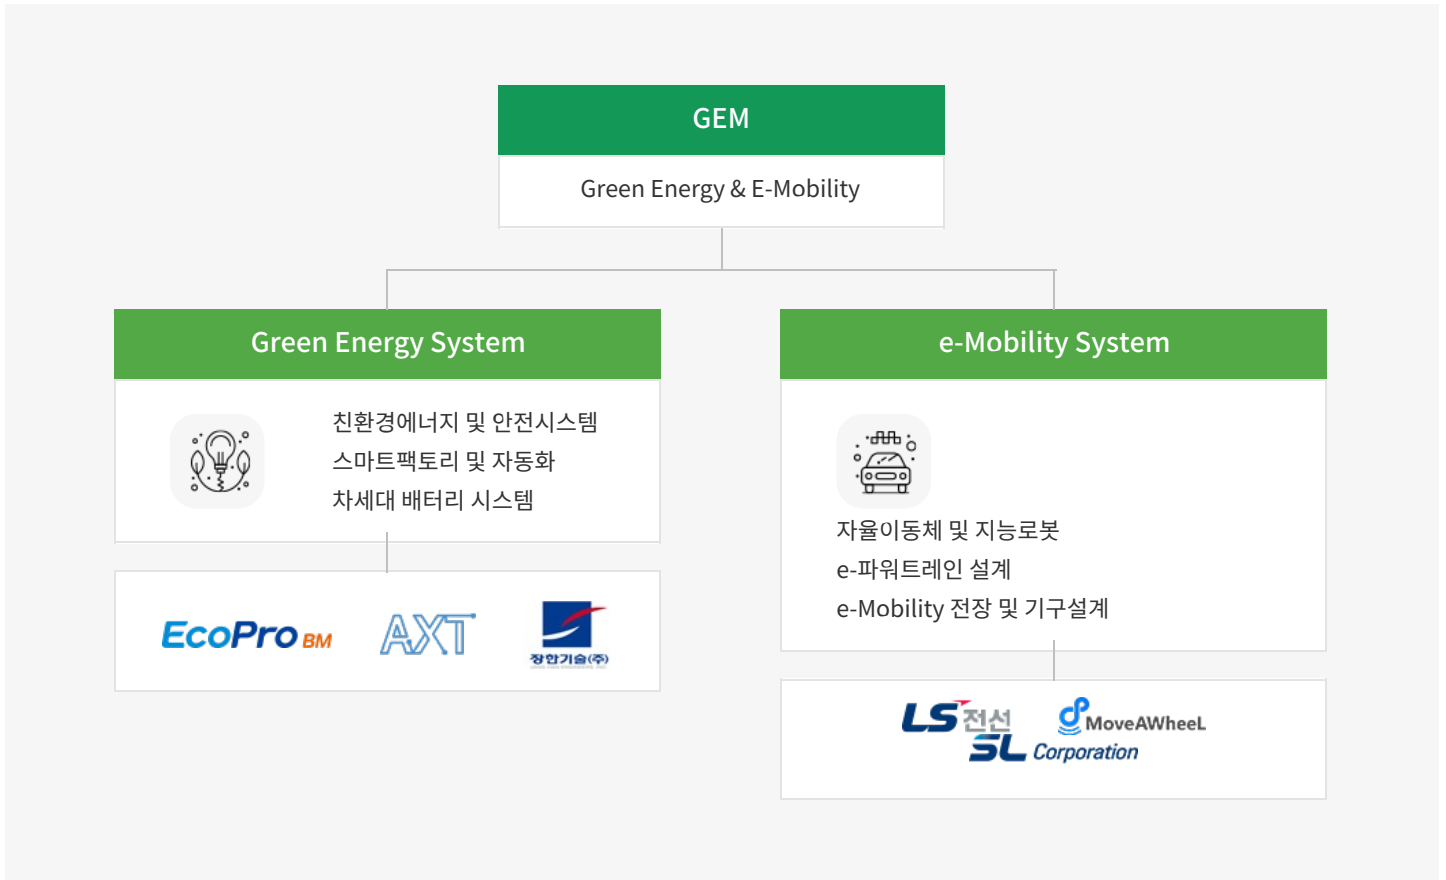 GEM
Green Energy & E-Mobility
Green Energy System
친환경에너지 및 안전시스템
스마트팩토리 및 자동화
차세대 배터리 시스템
EcoPro BM
AXT
장한기술(주)
e-Mobility System
자율이동체 및 지능로봇
e-파워트레인 설계
e-Mobility 전장 및 기구설계
LS전선
MoveAWheeL
SL Corporation